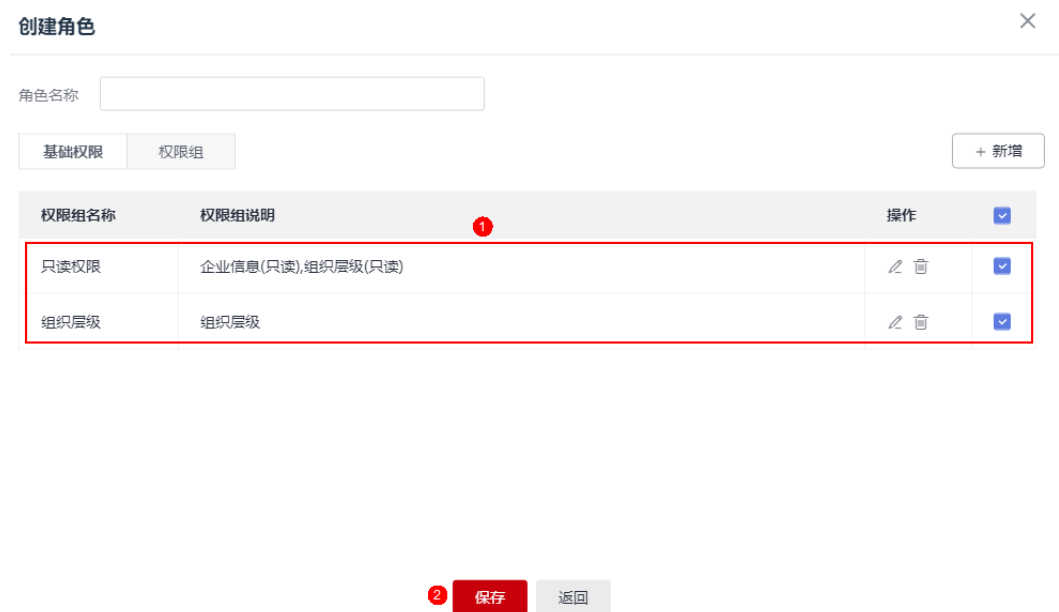 创建角色
角色名称
基础权限 权限组 + 新增
权限组名称 权限组说明 操作
1
只读权限 企业信息(只读),组织层级(只读)
组织层级 组织层级
2 保存 返回